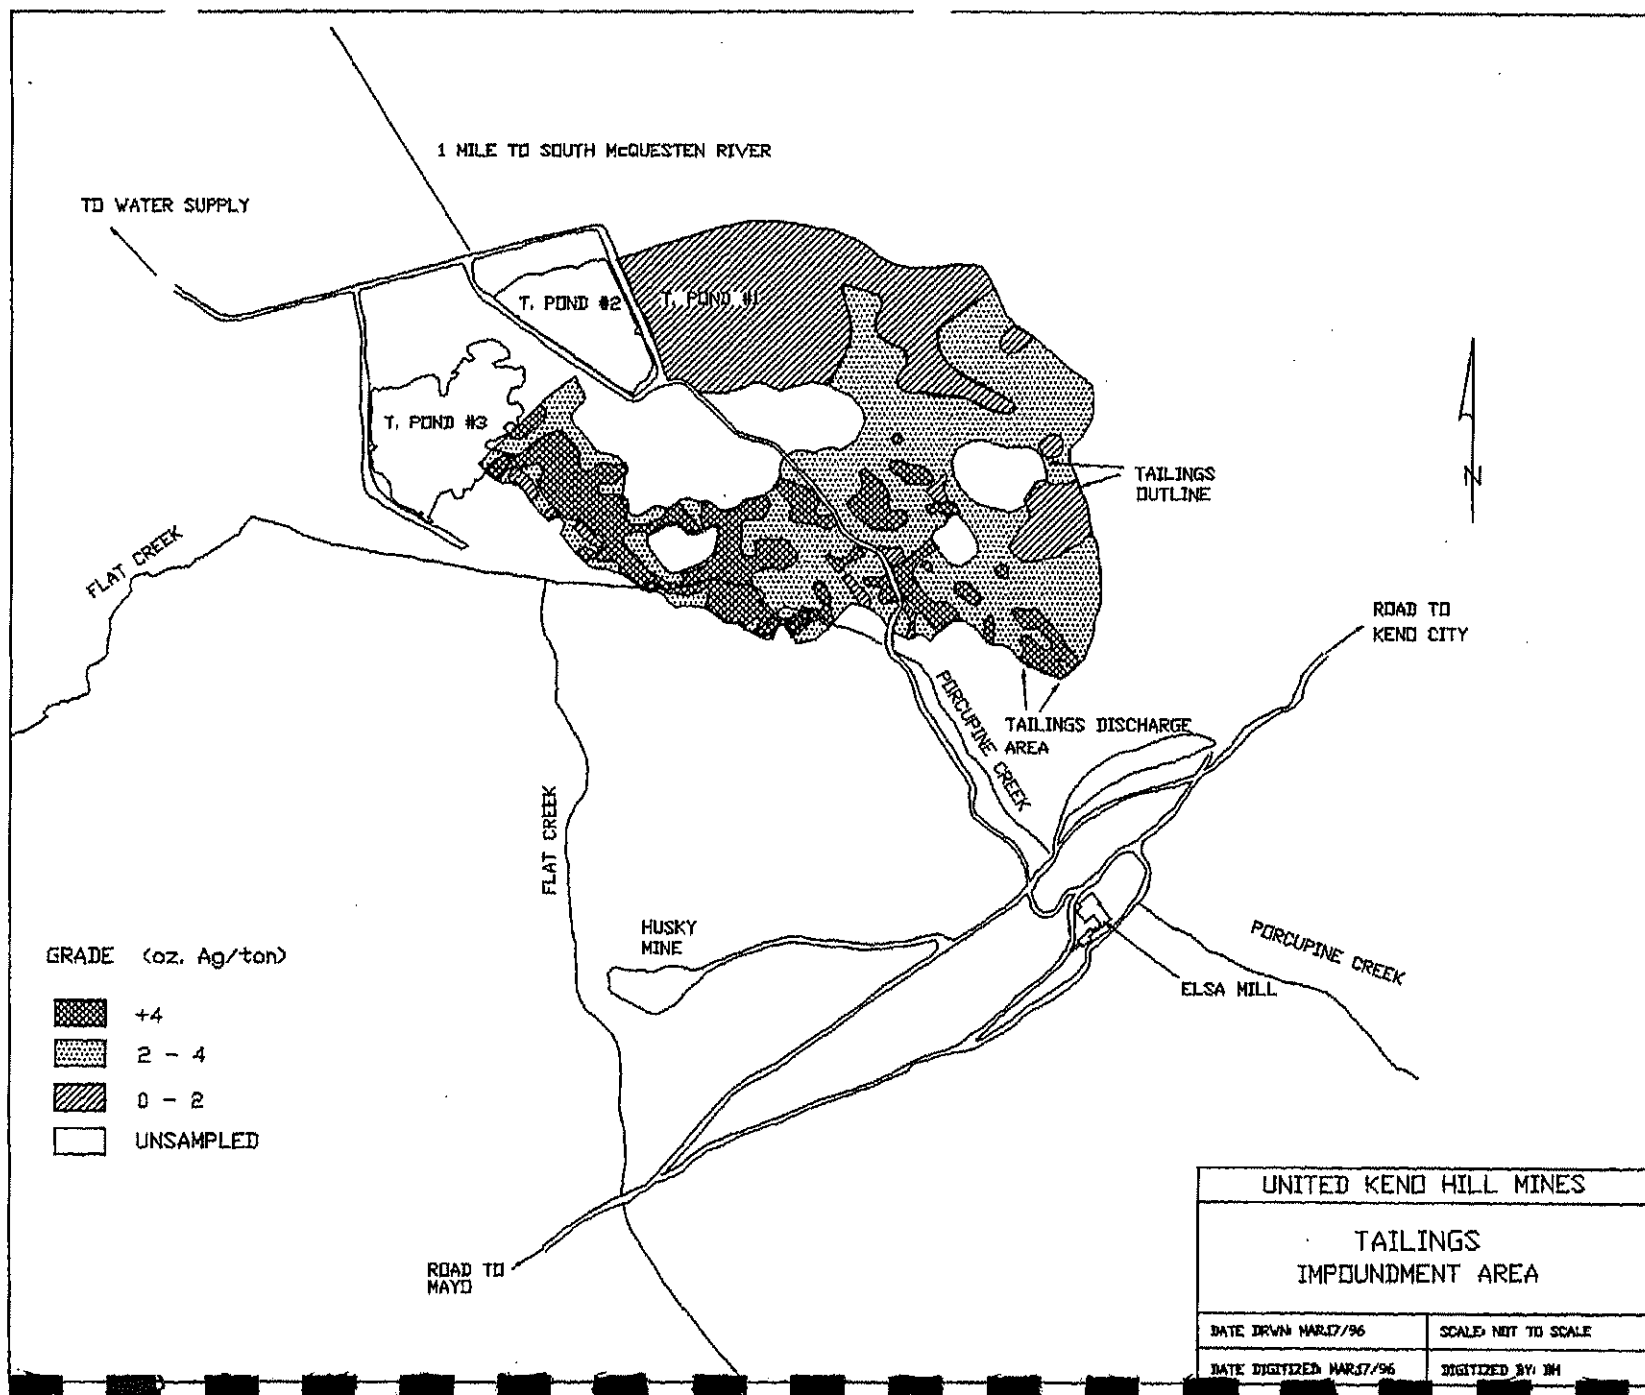 1 MILE TO SOUTH McQUESTEN RIVER
TO WATER SUPPLY
T. POND #2
T. POND #1
T. POND #3
TAILINGS
OUTLINE
N
FLAT CREEK
ROAD TO
KENO CITY
PORCUPINE CREEK
TAILINGS DISCHARGE
AREA
FLAT CREEK
HUSKY
MINE
PORCUPINE CREEK
ELSA MILL
GRADE (oz. Ag/ton)
+4
2 - 4
0 - 2
UNSAMPLED
ROAD TO
MAYO
UNITED KENO HILL MINES
TAILINGS
IMPOUNDMENT AREA
DATE DRWN: MAR.17/96
SCALE: NOT TO SCALE
DATE DIGITIZED: MAR.17/96
DIGITIZED BY: BH